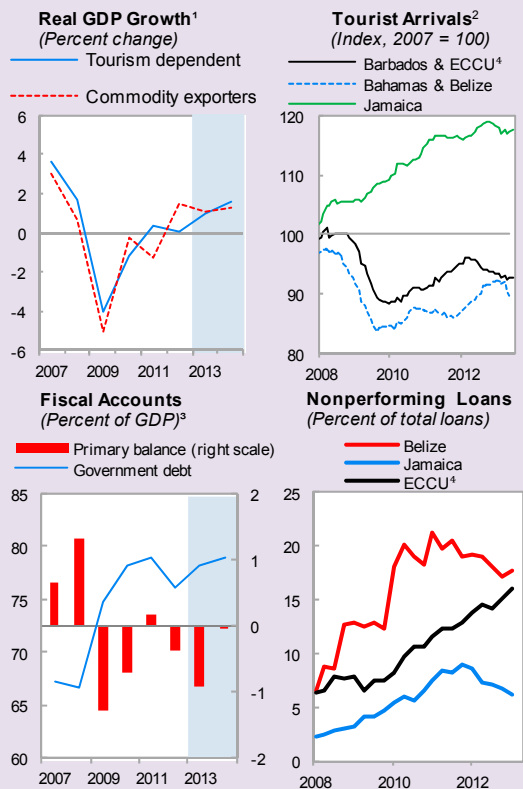 Real GDP Growth¹
(Percent change)
Tourism dependent
Commodity exporters
6
4
2
0
-2
-4
-6
2007 2009 2011 2013
Tourist Arrivals²
(Index, 2007 = 100)
Barbados & ECCU⁴
Bahamas & Belize
Jamaica
120
110
100
90
80
2008 2010 2012
Fiscal Accounts
(Percent of GDP)³
Primary balance (right scale)
Government debt
85
80
75
70
65
60
2
1
0
-1
-2
2007 2009 2011 2013
Nonperforming Loans
(Percent of total loans)
Belize
Jamaica
ECCU⁴
25
20
15
10
5
0
2008 2010 2012